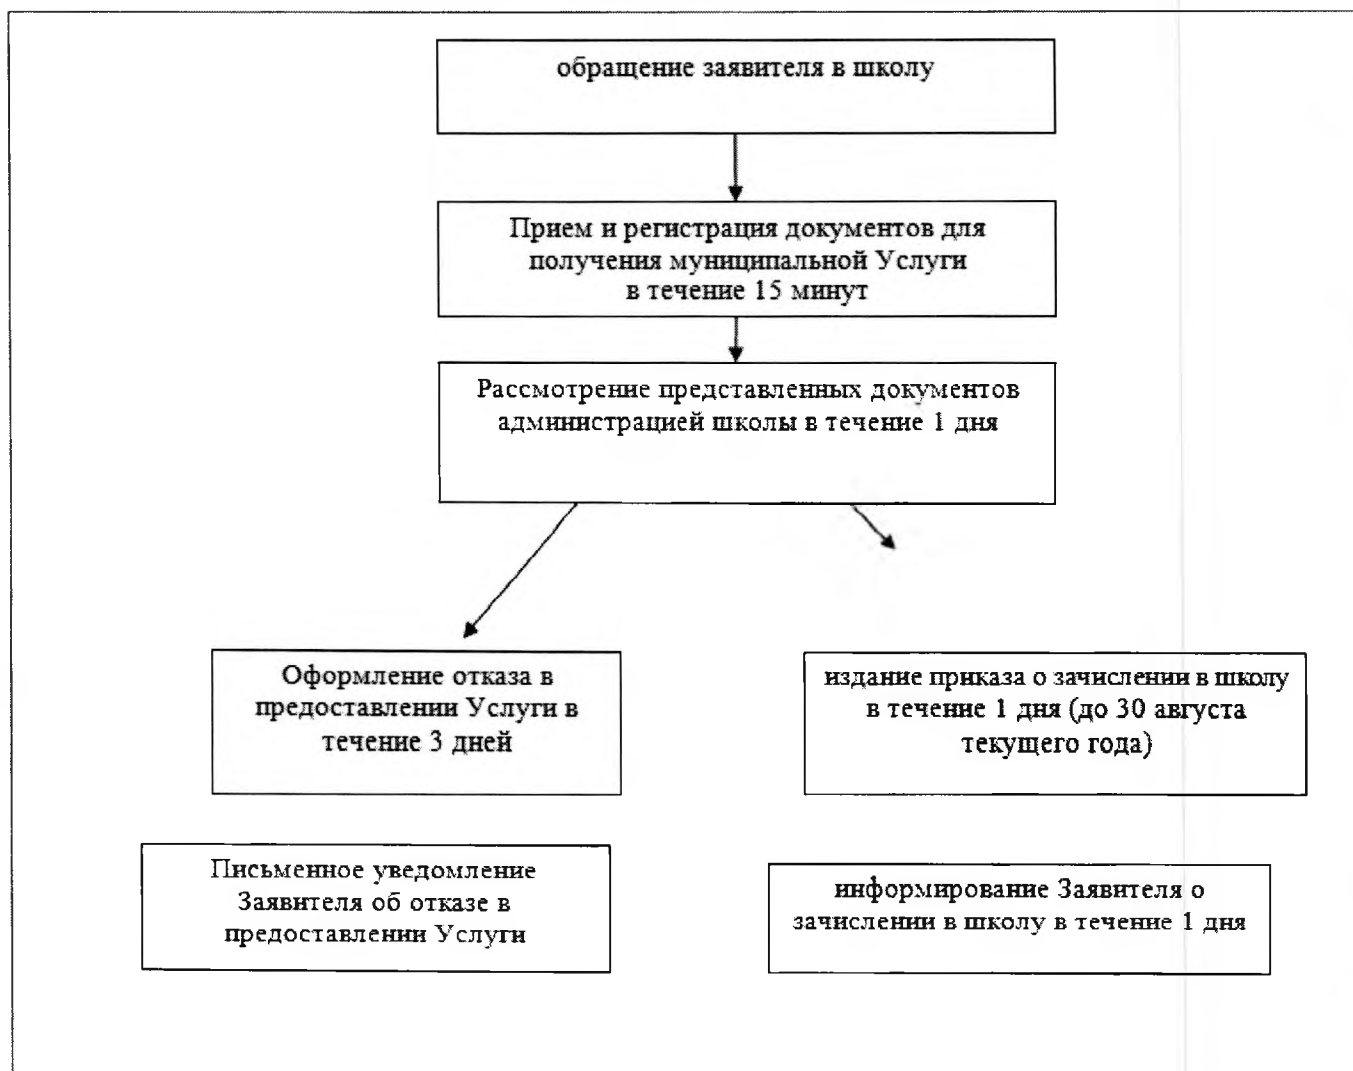 обращение заявителя в школу
Прием и регистрация документов для
получения муниципальной Услуги
в течение 15 минут
Рассмотрение представленных документов
администрацией школы в течение 1 дня
Оформление отказа в
предоставлении Услуги в
течение 3 дней
издание приказа о зачислении в школу
в течение 1 дня (до 30 августа
текущего года)
Письменное уведомление
Заявителя об отказе в
предоставлении Услуги
информирование Заявителя о
зачислении в школу в течение 1 дня